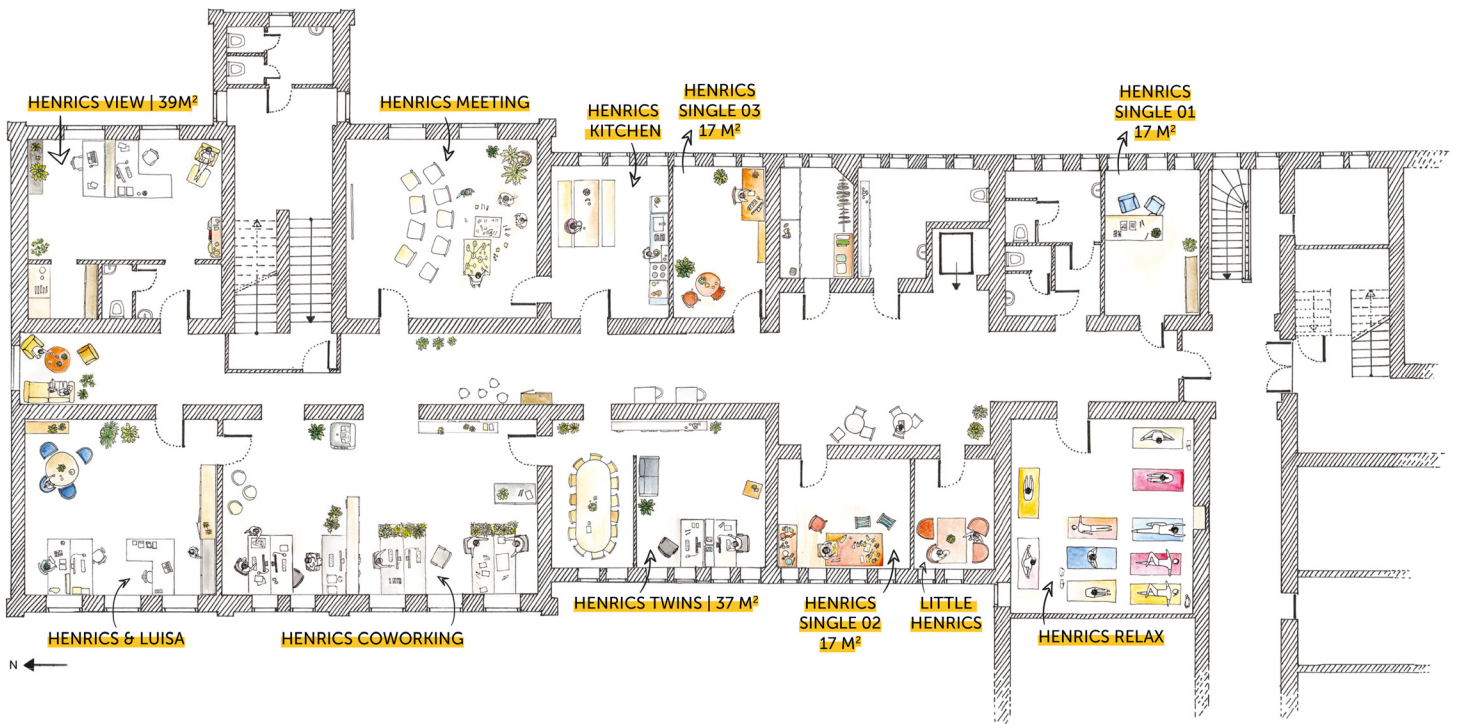 HENRICS VIEW | 39M²
HENRICS MEETING
HENRICS
KITCHEN
HENRICS
SINGLE 03
17 M²
HENRICS
SINGLE 01
17 M²
HENRICS & LUISA
HENRICS COWORKING
HENRICS TWINS | 37 M²
HENRICS
SINGLE 02
17 M²
LITTLE
HENRICS
HENRICS RELAX
N